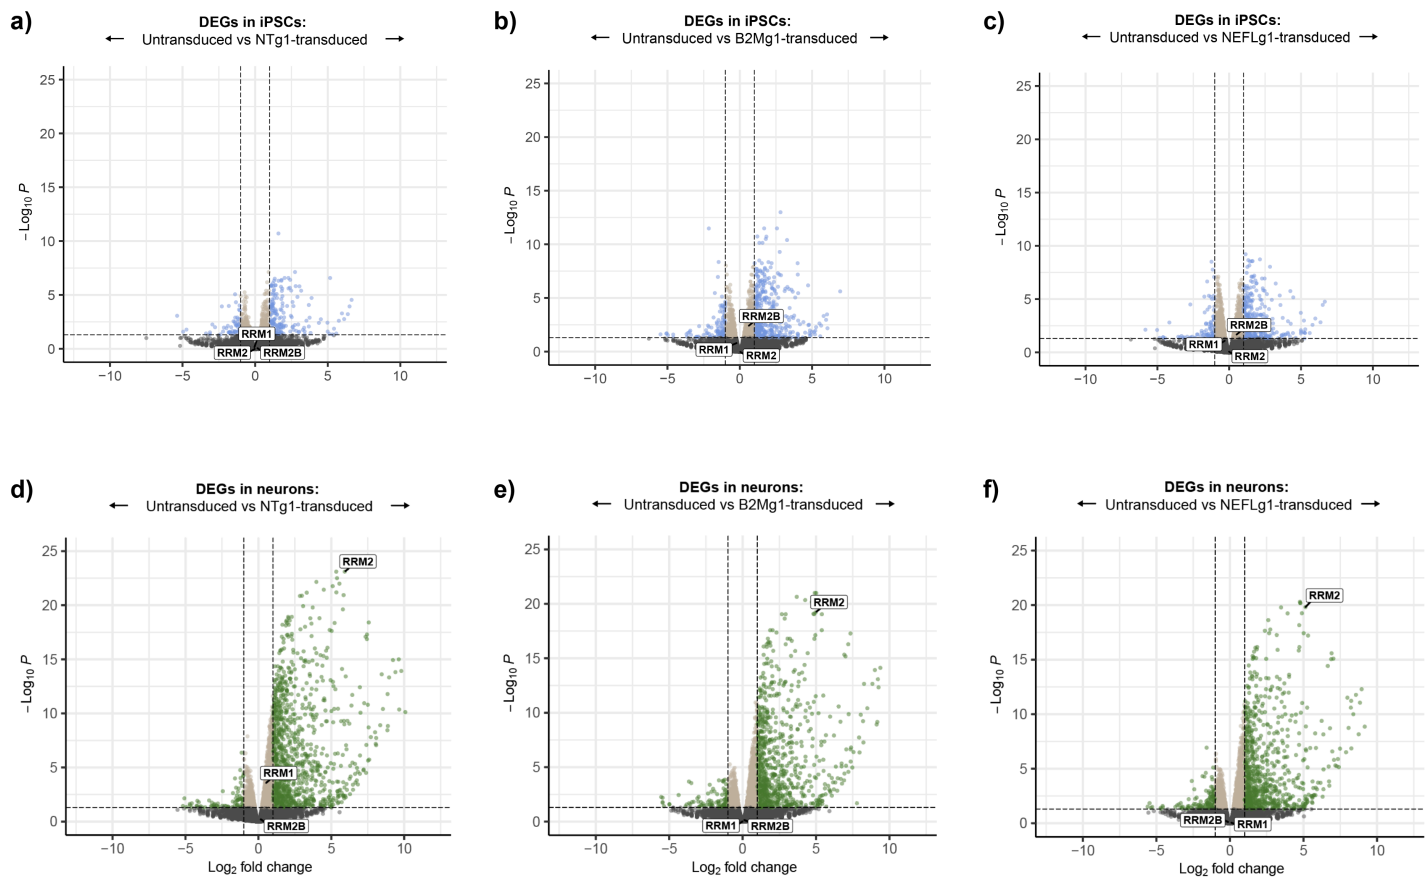 a)
DEGs in iPSCs:
← Untransduced vs NTg1-transduced →
25
20
15
10
5
0
− Log10 P
RRM1
RRM2
RRM2B
−10
−5
0
5
10
b)
DEGs in iPSCs:
← Untransduced vs B2Mg1-transduced →
25
20
15
10
5
0
− Log10 P
RRM2B
RRM1
RRM2
−10
−5
0
5
10
c)
DEGs in iPSCs:
← Untransduced vs NEFLg1-transduced →
25
20
15
10
5
0
− Log10 P
RRM2B
RRM1
RRM2
−10
−5
0
5
10
d)
DEGs in neurons:
← Untransduced vs NTg1-transduced →
25
20
15
10
5
0
− Log10 P
RRM2
RRM1
RRM2B
−10
−5
0
5
10
Log2 fold change
e)
DEGs in neurons:
← Untransduced vs B2Mg1-transduced →
25
20
15
10
5
0
− Log10 P
RRM2
RRM1
RRM2B
−10
−5
0
5
10
Log2 fold change
f)
DEGs in neurons:
← Untransduced vs NEFLg1-transduced →
25
20
15
10
5
0
− Log10 P
RRM2
RRM2B
RRM1
−10
−5
0
5
10
Log2 fold change